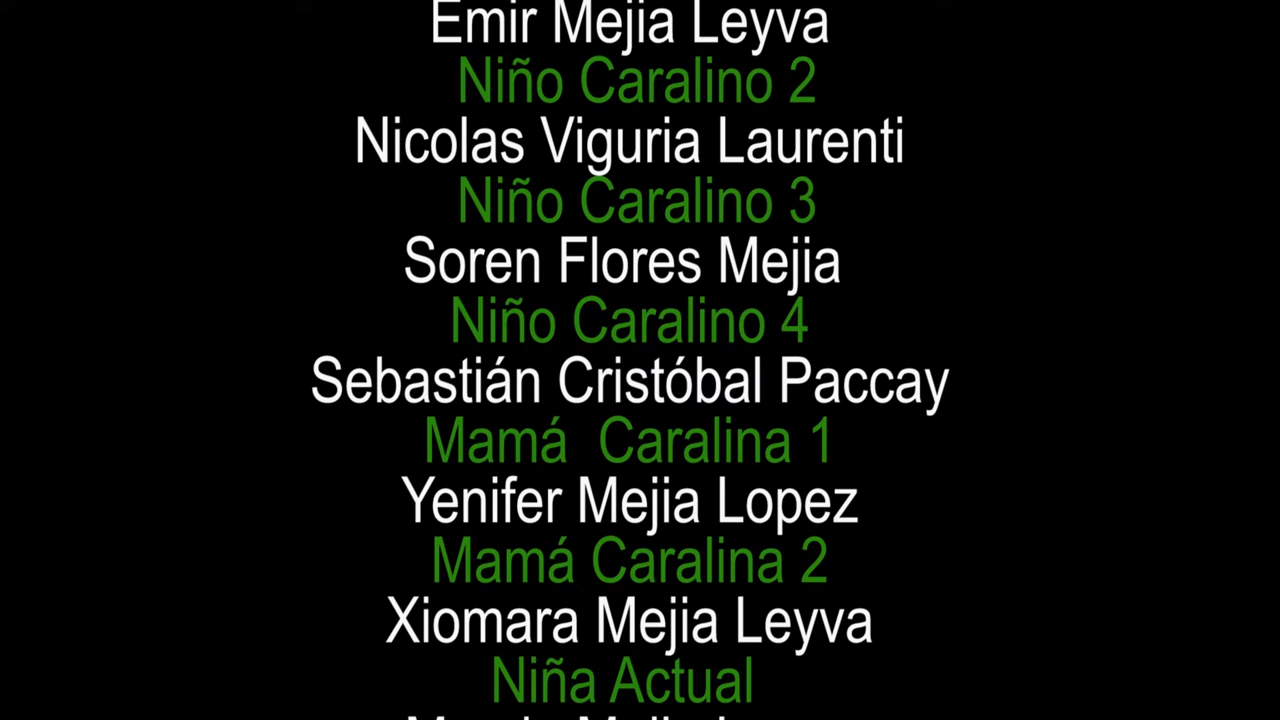 Emir Mejia Leyva
Niño Caralino 2
Nicolas Viguria Laurenti
Niño Caralino 3
Soren Flores Mejia
Niño Caralino 4
Sebastián Cristóbal Paccay
Mamá  Caralina 1
Yenifer Mejia Lopez
Mamá Caralina 2
Xiomara Mejia Leyva
Niña Actual